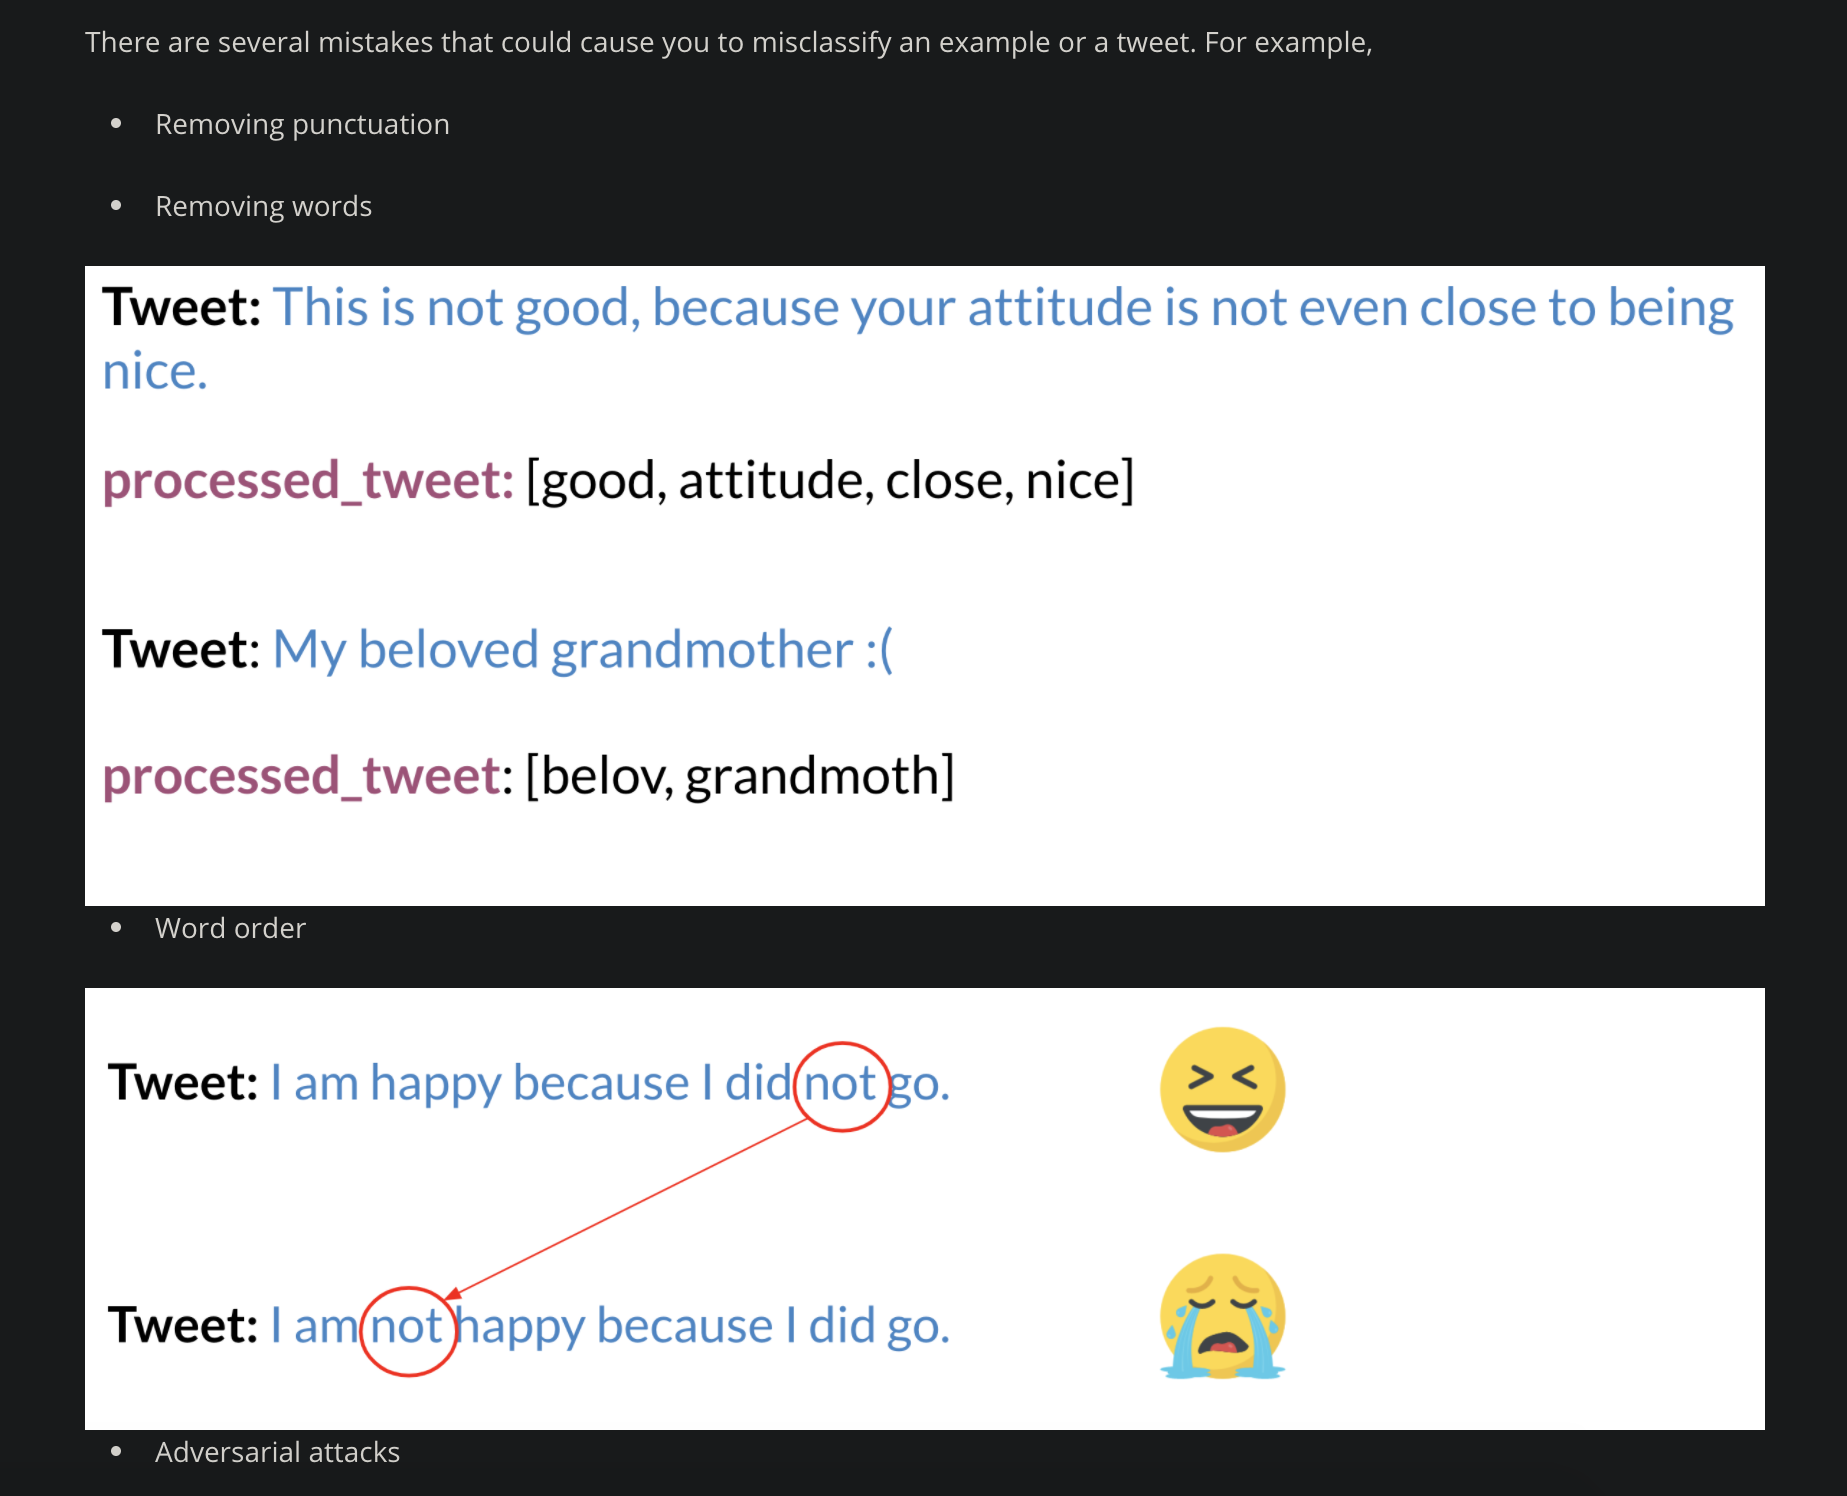 There are several mistakes that could cause you to misclassify an example or a tweet. For example,
• Removing punctuation
• Removing words
Tweet: This is not good, because your attitude is not even close to being
nice.
processed_tweet: [good, attitude, close, nice]
Tweet: My beloved grandmother :(
processed_tweet: [belov, grandmoth]
• Word order
Tweet: I am happy because I did not go.
Tweet: I am not happy because I did go.
• Adversarial attacks